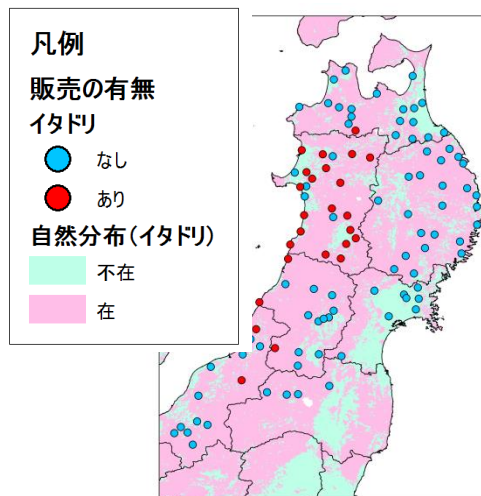 凡例
販売の有無
イタドリ
なし
あり
自然分布(イタドリ)
不在
在